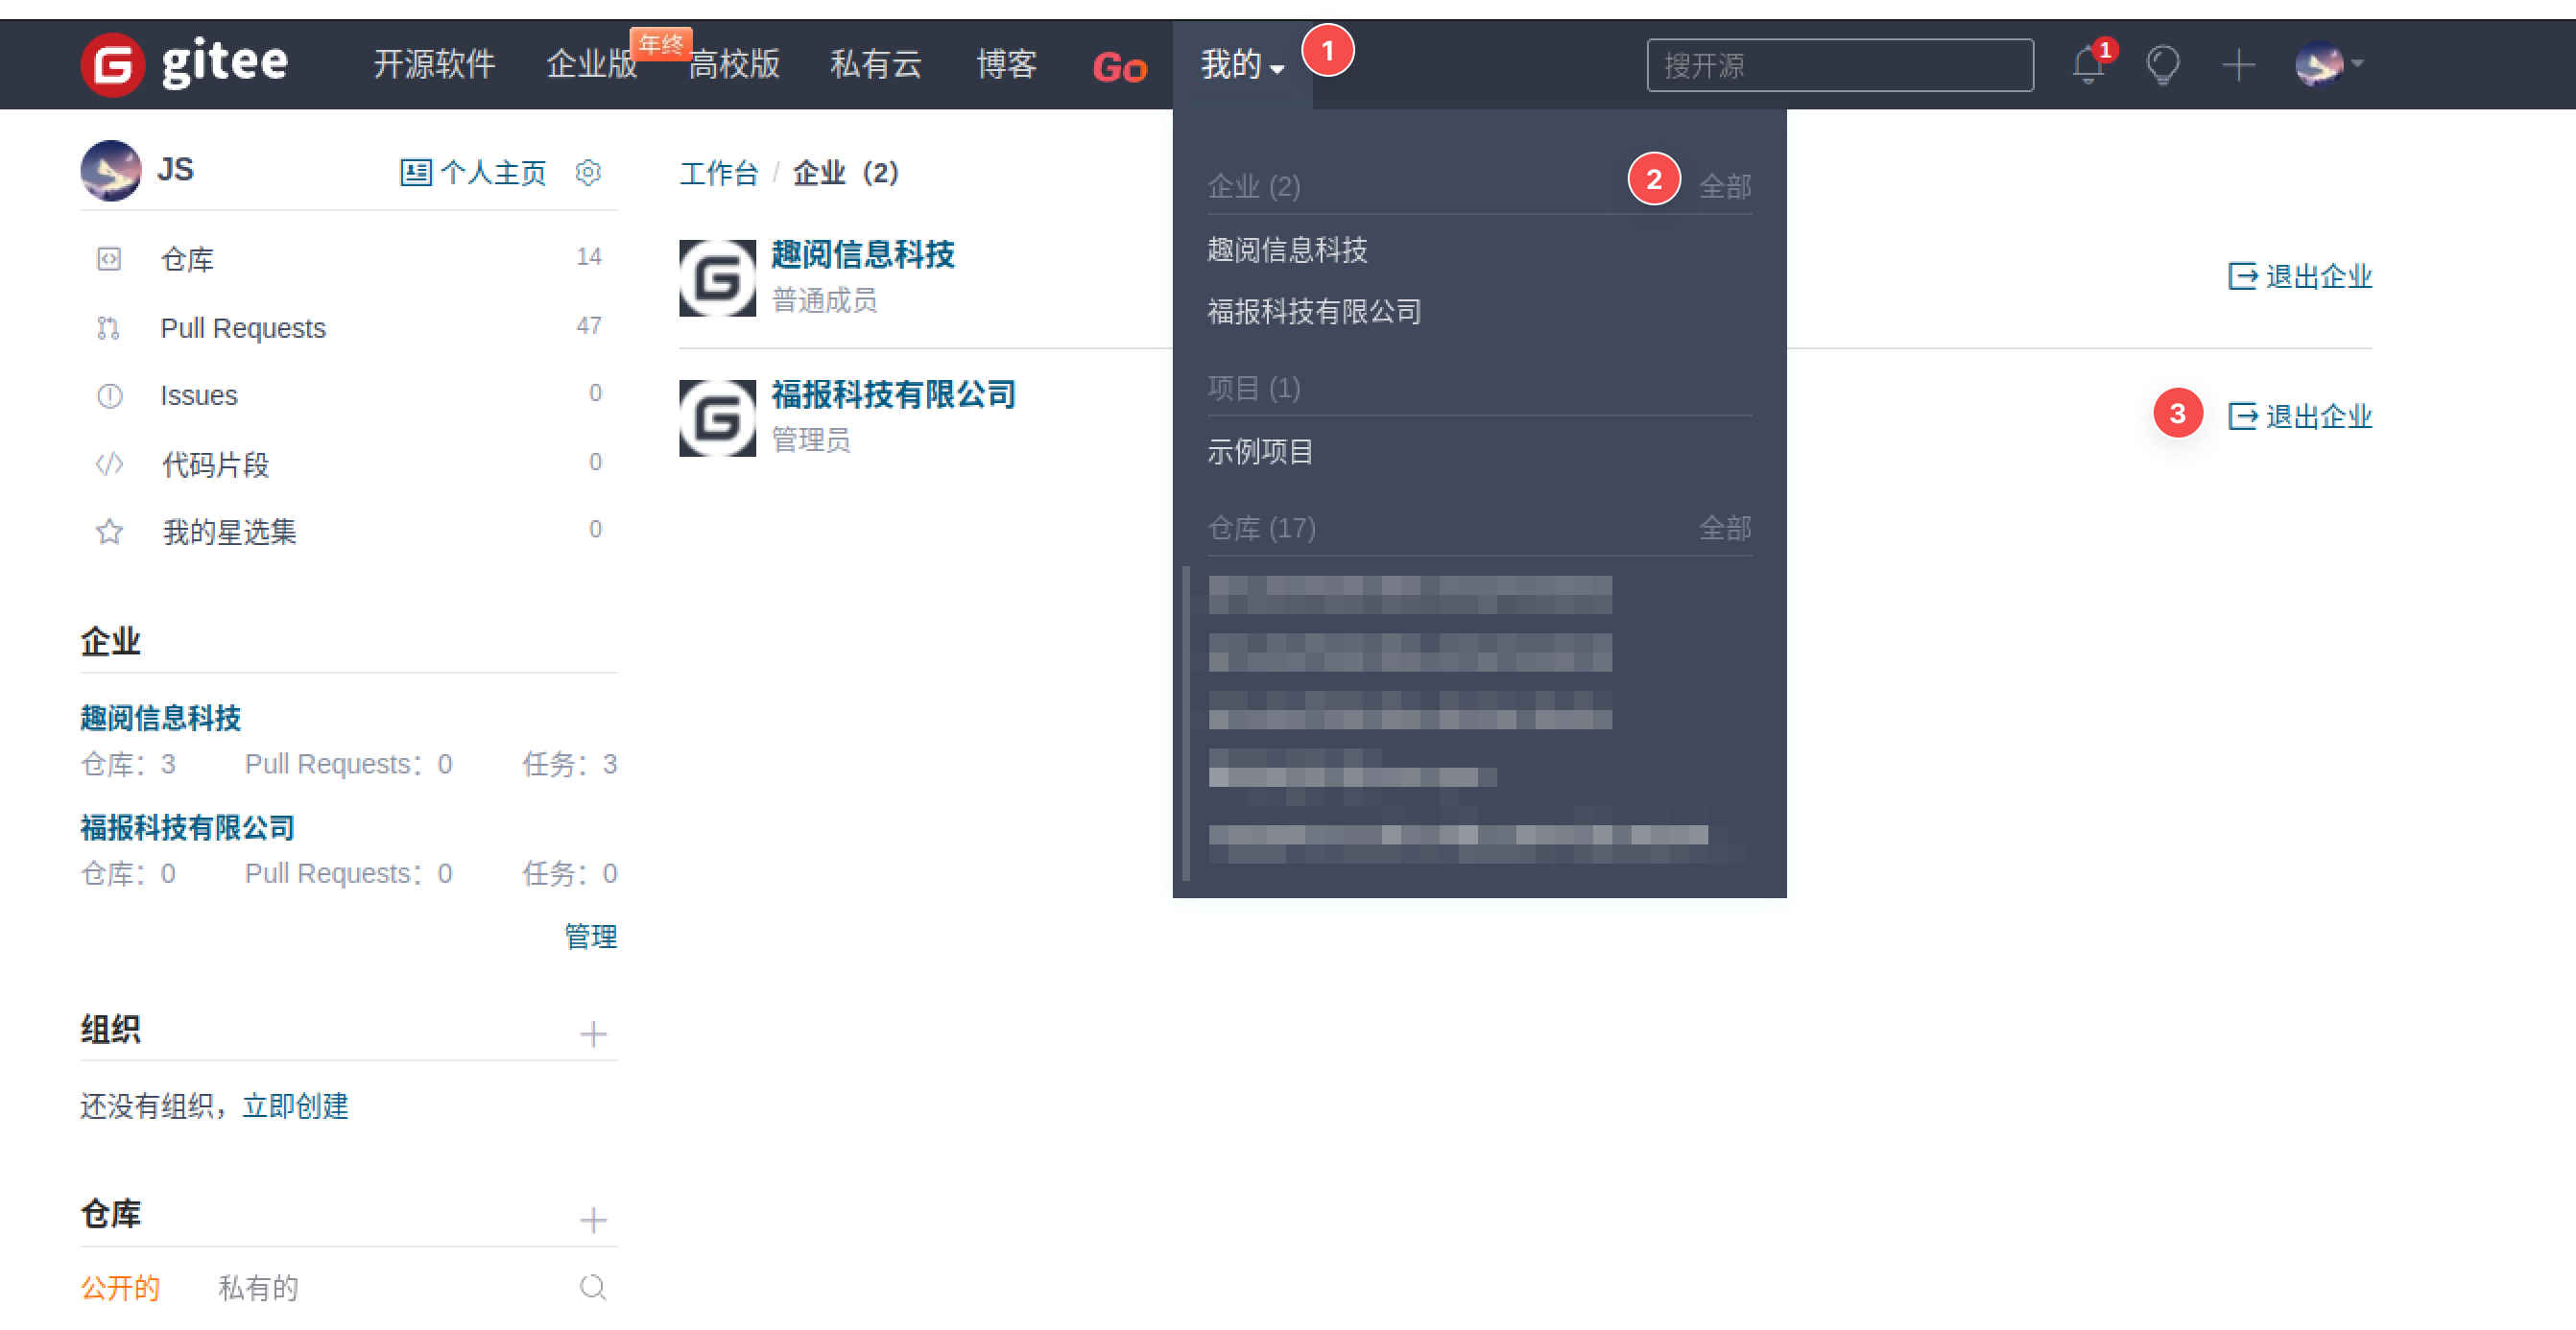 gitee 开源软件 企业版 年终 高校版 私有云 博客 Go 我的 1 搜开源 1
JS 个人主页
仓库 14
Pull Requests 47
Issues 0
代码片段 0
我的星选集 0
企业
趣阅信息科技
仓库：3 Pull Requests：0 任务：3
福报科技有限公司
仓库：0 Pull Requests：0 任务：0
管理
组织
还没有组织，立即创建
仓库
公开的 私有的
工作台 / 企业（2）
趣阅信息科技
普通成员
退出企业
福报科技有限公司
管理员
3 退出企业
企业 (2) 2 全部
趣阅信息科技
福报科技有限公司
项目 (1)
示例项目
仓库 (17) 全部